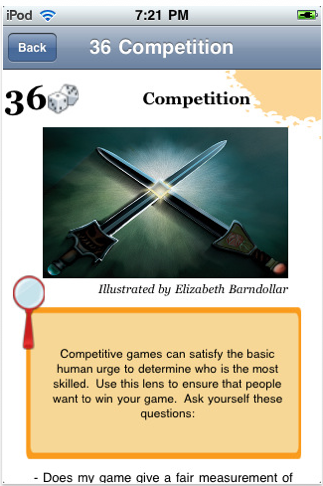 iPod 7:21 PM
Back 36 Competition
36 Competition
Illustrated by Elizabeth Barndollar
Competitive games can satisfy the basic
human urge to determine who is the most
skilled. Use this lens to ensure that people
want to win your game. Ask yourself these
questions:
- Does my game give a fair measurement of